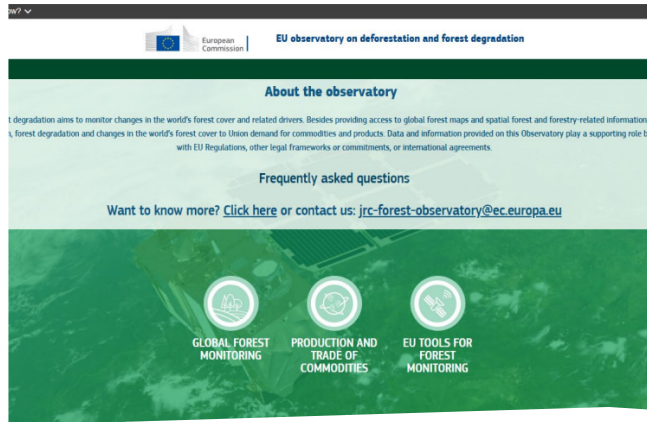 ow?
European
Commission
EU observatory on deforestation and forest degradation
About the observatory
t degradation aims to monitor changes in the world's forest cover and related drivers. Besides providing access to global forest maps and spatial forest and forestry-related information
n, forest degradation and changes in the world's forest cover to Union demand for commodities and products. Data and information provided on this Observatory play a supporting role b
with EU Regulations, other legal frameworks or commitments, or international agreements.
Frequently asked questions
Want to know more? Click here or contact us: jrc-forest-observatory@ec.europa.eu
GLOBAL FOREST
MONITORING
PRODUCTION AND
TRADE OF
COMMODITIES
EU TOOLS FOR
FOREST
MONITORING